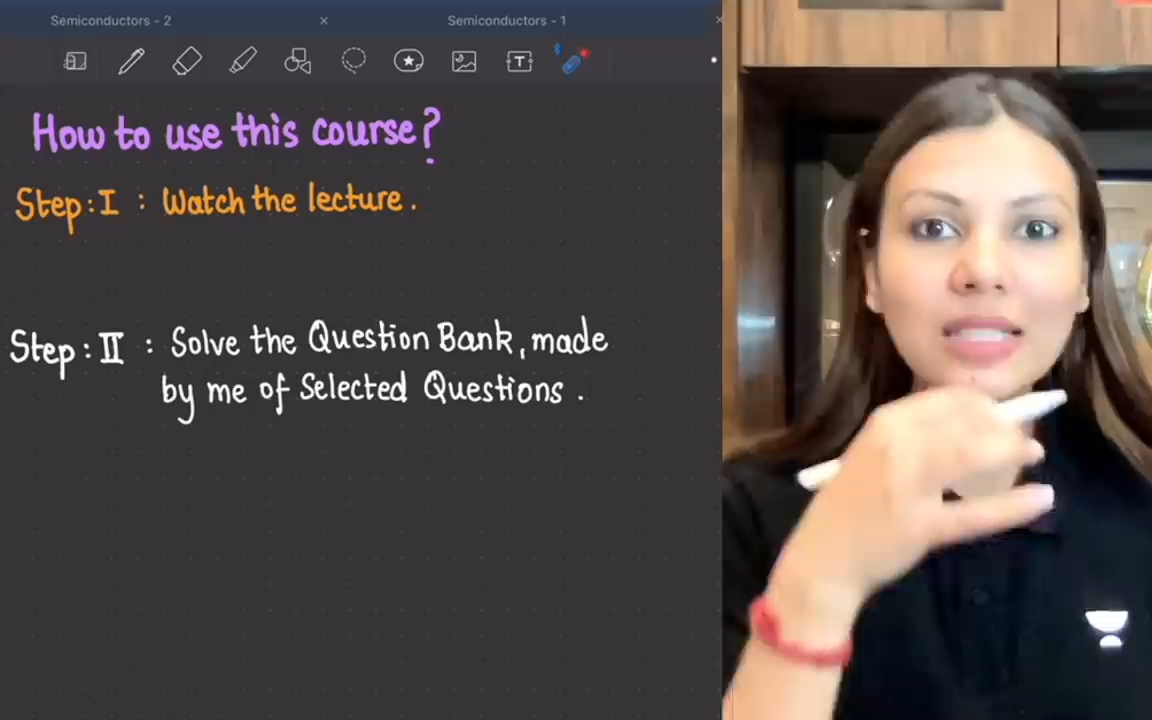 Semiconductors - 2
Semiconductors - 1
How to use this course?
Step : I : Watch the lecture.
Step : II : Solve the Question Bank, made
by me of Selected Questions.